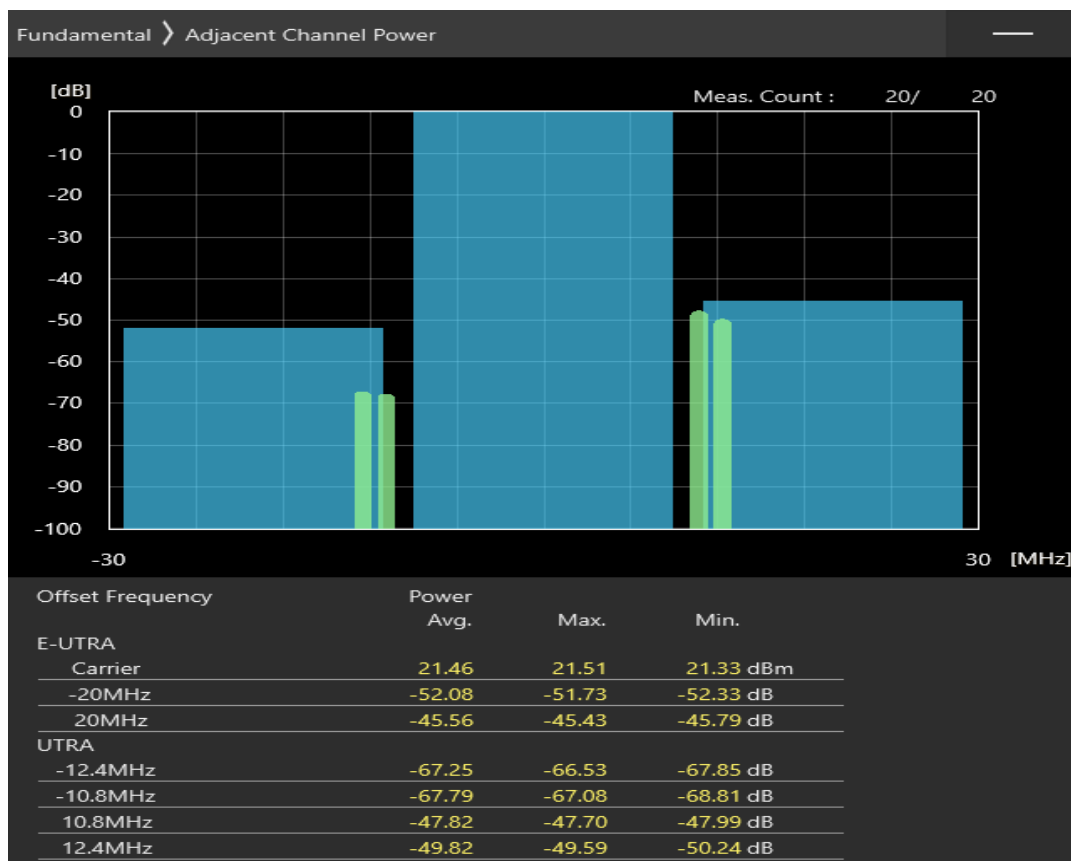 Fundamental ❯ Adjacent Channel Power
[dB]
Meas. Count : 20/ 20
0
-10
-20
-30
-40
-50
-60
-70
-80
-90
-100
-30 30 [MHz]
Offset Frequency Power
Avg. Max. Min.
E-UTRA
Carrier 21.46 21.51 21.33 dBm
-20MHz -52.08 -51.73 -52.33 dB
20MHz -45.56 -45.43 -45.79 dB
UTRA
-12.4MHz -67.25 -66.53 -67.85 dB
-10.8MHz -67.79 -67.08 -68.81 dB
10.8MHz -47.82 -47.70 -47.99 dB
12.4MHz -49.82 -49.59 -50.24 dB